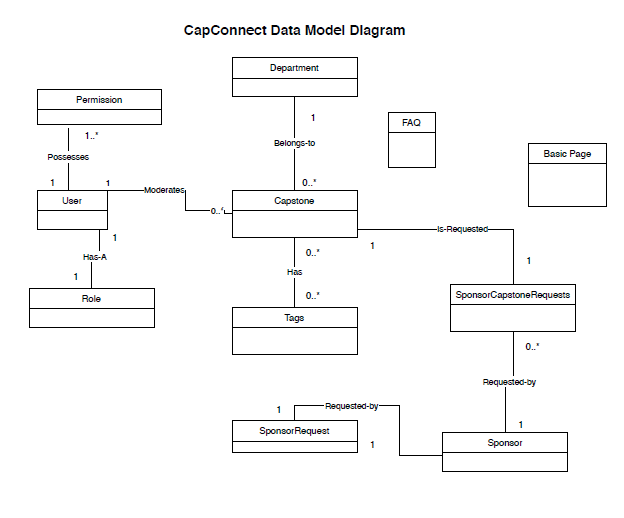 CapConnect Data Model Diagram
Department
Permission
1
FAQ
1..*
Belongs-to
Basic Page
Possesses
1
1
Moderates
0..*
User
0..*
Capstone
1
Is-Requested
1
0..*
Has-A
Has
1
1
Role
0..*
SponsorCapstoneRequests
Tags
0..*
Requested-by
Requested-by
1
1
SponsorRequest
1
Sponsor